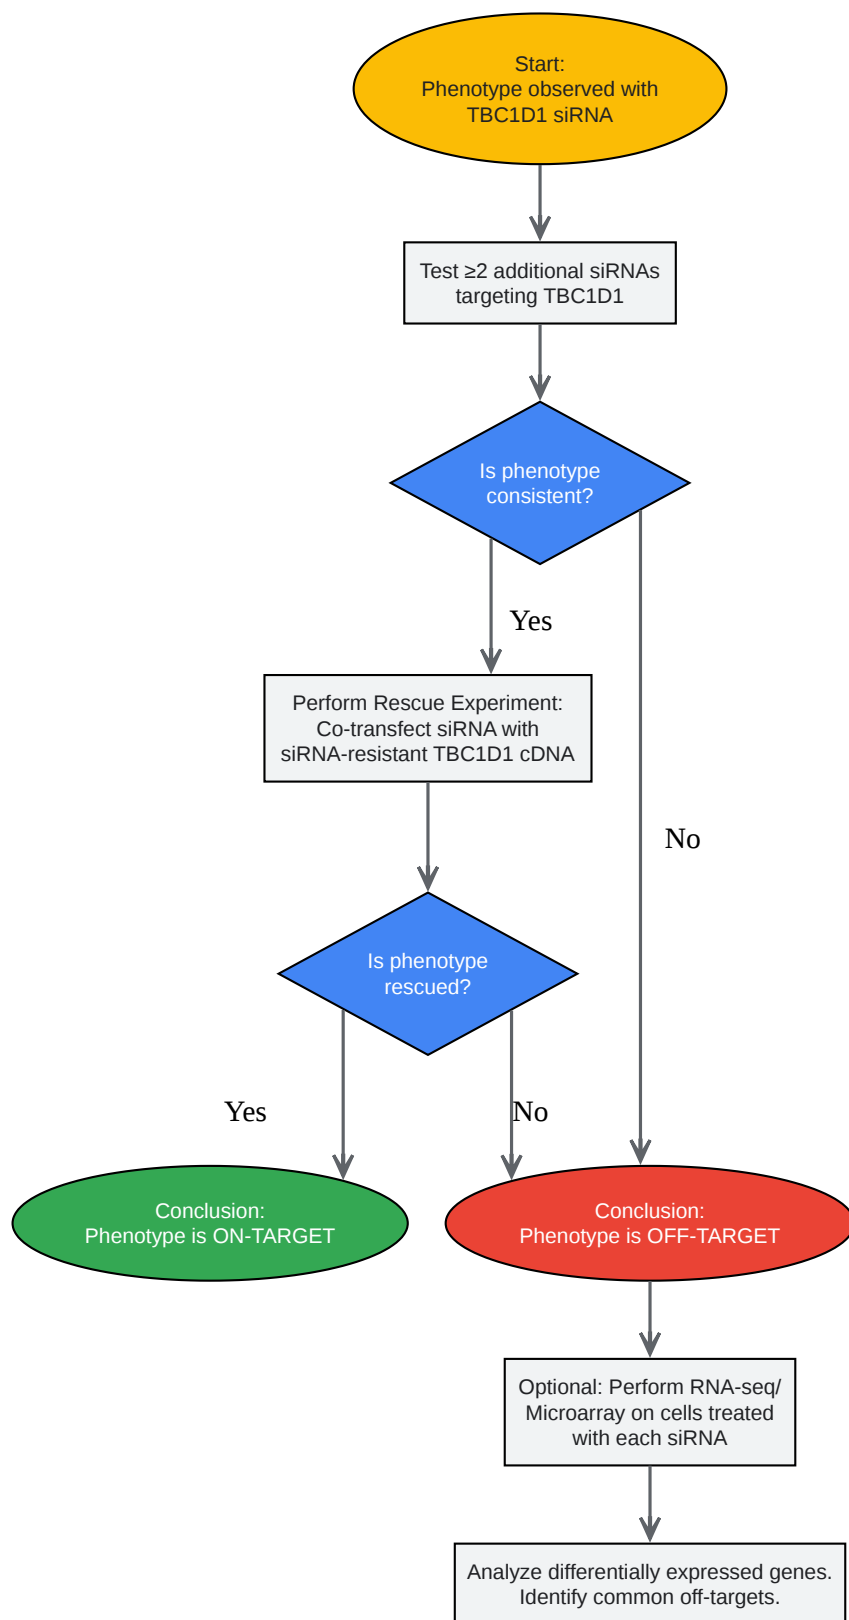 Start:
Phenotype observed with
TBC1D1 siRNA
Test ≥2 additional siRNAs
targeting TBC1D1
Is phenotype
consistent?
Yes
Perform Rescue Experiment:
Co-transfect siRNA with
siRNA-resistant TBC1D1 cDNA
No
Is phenotype
rescued?
Yes
No
Conclusion:
Phenotype is ON-TARGET
Conclusion:
Phenotype is OFF-TARGET
Optional: Perform RNA-seq/
Microarray on cells treated
with each siRNA
Analyze differentially expressed genes.
Identify common off-targets.